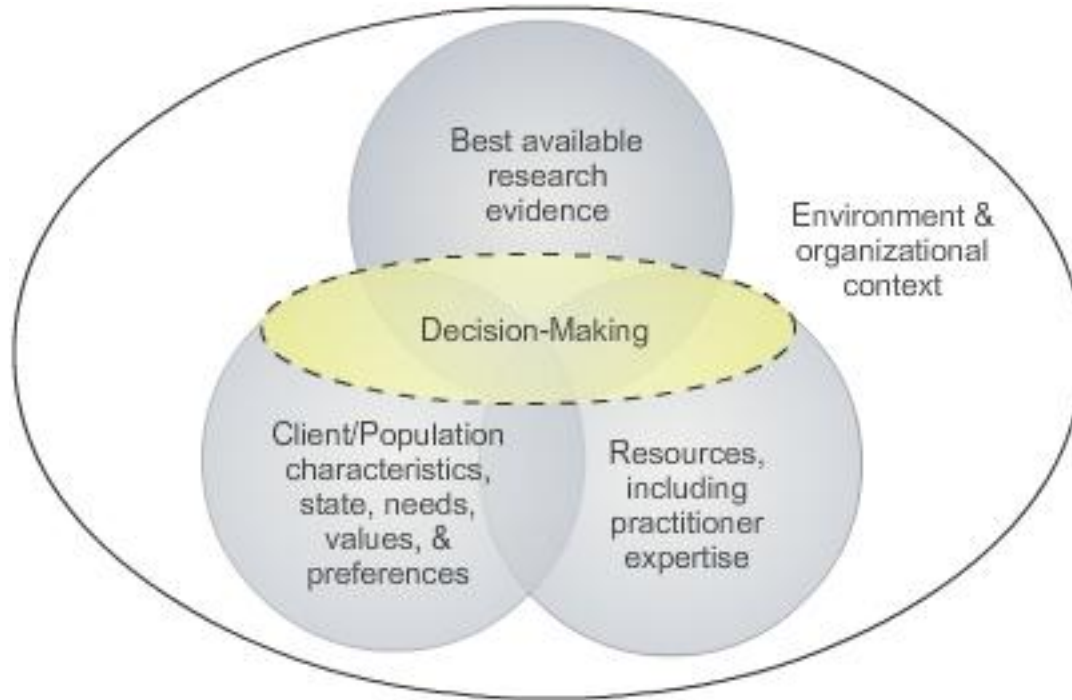 Best available
research
evidence
Environment &
organizational
context
Decision-Making
Client/Population
characteristics,
state, needs,
values, &
preferences
Resources,
including
practitioner
expertise